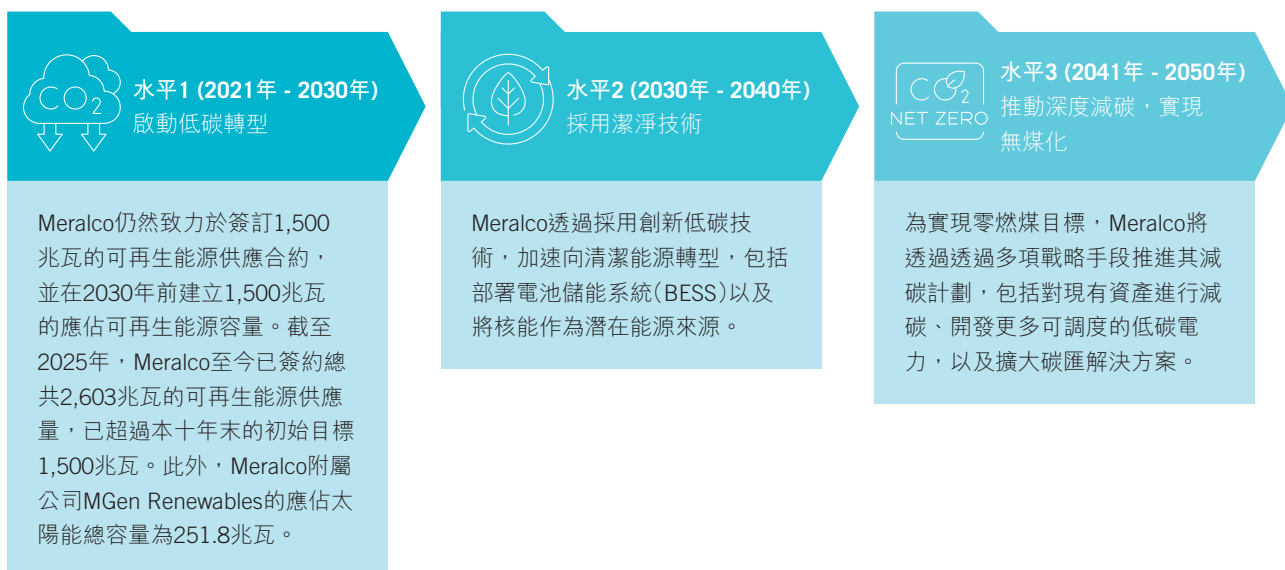 CO2
水平1 (2021年 - 2030年)
啟動低碳轉型
Meralco仍然致力於簽訂1,500
兆瓦的可再生能源供應合約，
並在2030年前建立1,500兆瓦
的應佔可再生能源容量。截至
2025年，Meralco至今已簽約總
共2,603兆瓦的可再生能源供應
量，已超過本十年末的初始目標
1,500兆瓦。此外，Meralco附屬
公司MGen Renewables的應佔太
陽能總容量為251.8兆瓦。
水平2 (2030年 - 2040年)
採用潔淨技術
Meralco透過採用創新低碳技
術，加速向清潔能源轉型，包括
部署電池儲能系統(BESS)以及
將核能作為潛在能源來源。
CO2
NET ZERO
水平3 (2041年 - 2050年)
推動深度減碳，實現
無煤化
為實現零燃煤目標，Meralco將
透過透過多項戰略手段推進其減
碳計劃，包括對現有資產進行減
碳、開發更多可調度的低碳電
力，以及擴大碳匯解決方案。